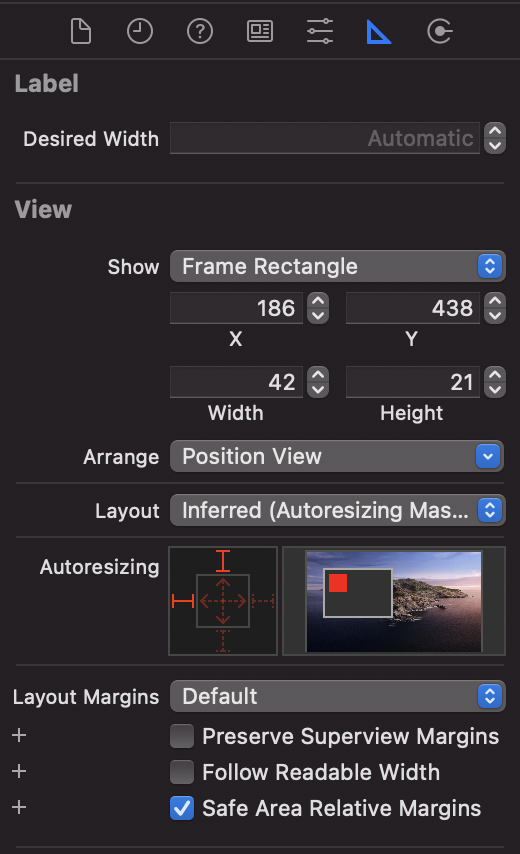 Label
Desired Width Automatic
View
Show Frame Rectangle
186 438
X Y
42 21
Width Height
Arrange Position View
Layout Inferred (Autoresizing Mas...
Autoresizing
Layout Margins Default
Preserve Superview Margins
Follow Readable Width
Safe Area Relative Margins